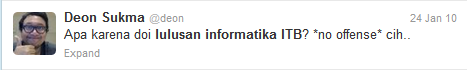 Deon Sukma @deon 24 Jan 10
Apa karena doi lulusan informatika ITB? *no offense* cih..
Expand